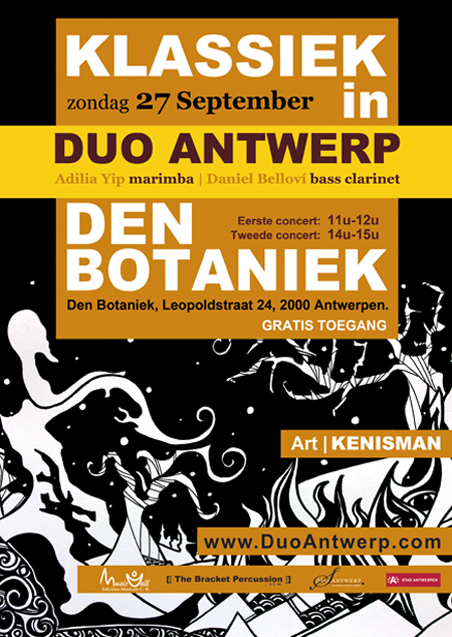 KLASSIEK
zondag 27 September in
DUO ANTWERP
Adilia Yip marimba | Daniel Belloví bass clarinet
DEN
Eerste concert: 11u-12u
Tweede concert: 14u-15u
BOTANIEK
Den Botaniek, Leopoldstraat 24, 2000 Antwerpen.
GRATIS TOEGANG
Art | KENISMAN
www.DuoAntwerp.com
[[ The Bracket Percussion ]]
ANTWERP
A STAD ANTWERPEN